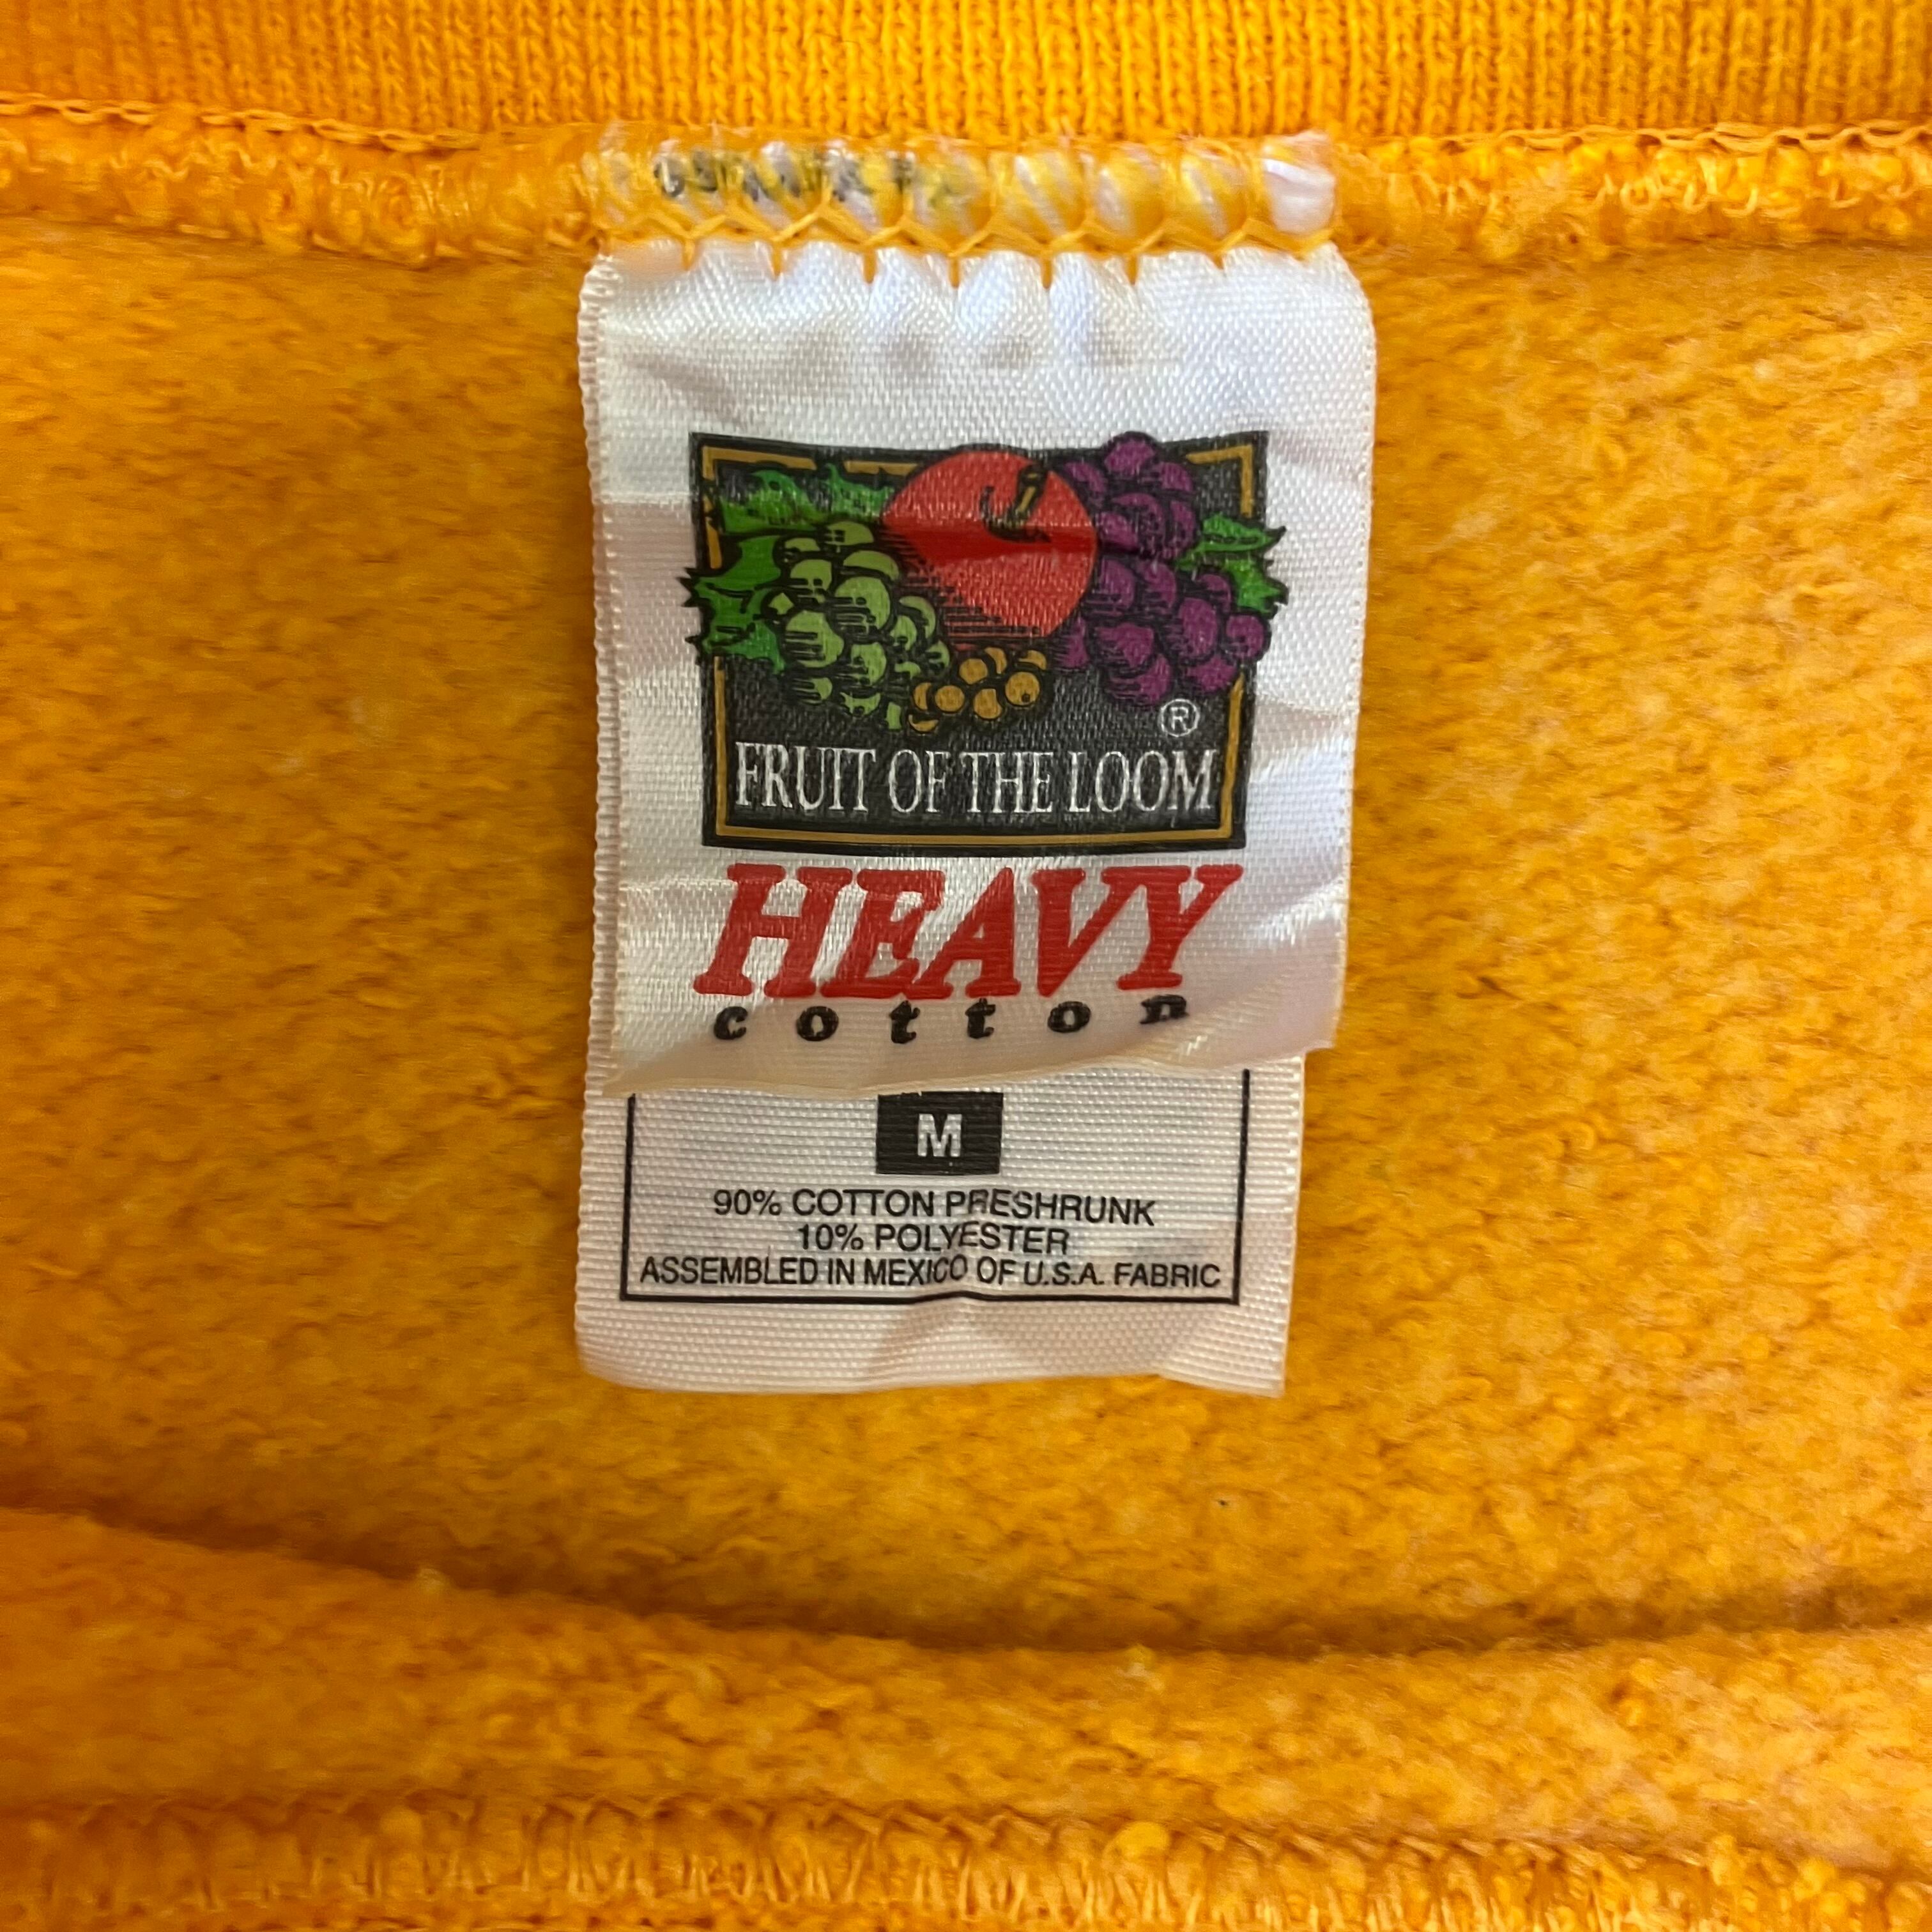 ®
FRUIT OF THE LOOM
HEAVY
cotton
M
90% COTTON PRESHRUNK
10% POLYESTER
ASSEMBLED IN MEXICO OF U.S.A. FABRIC